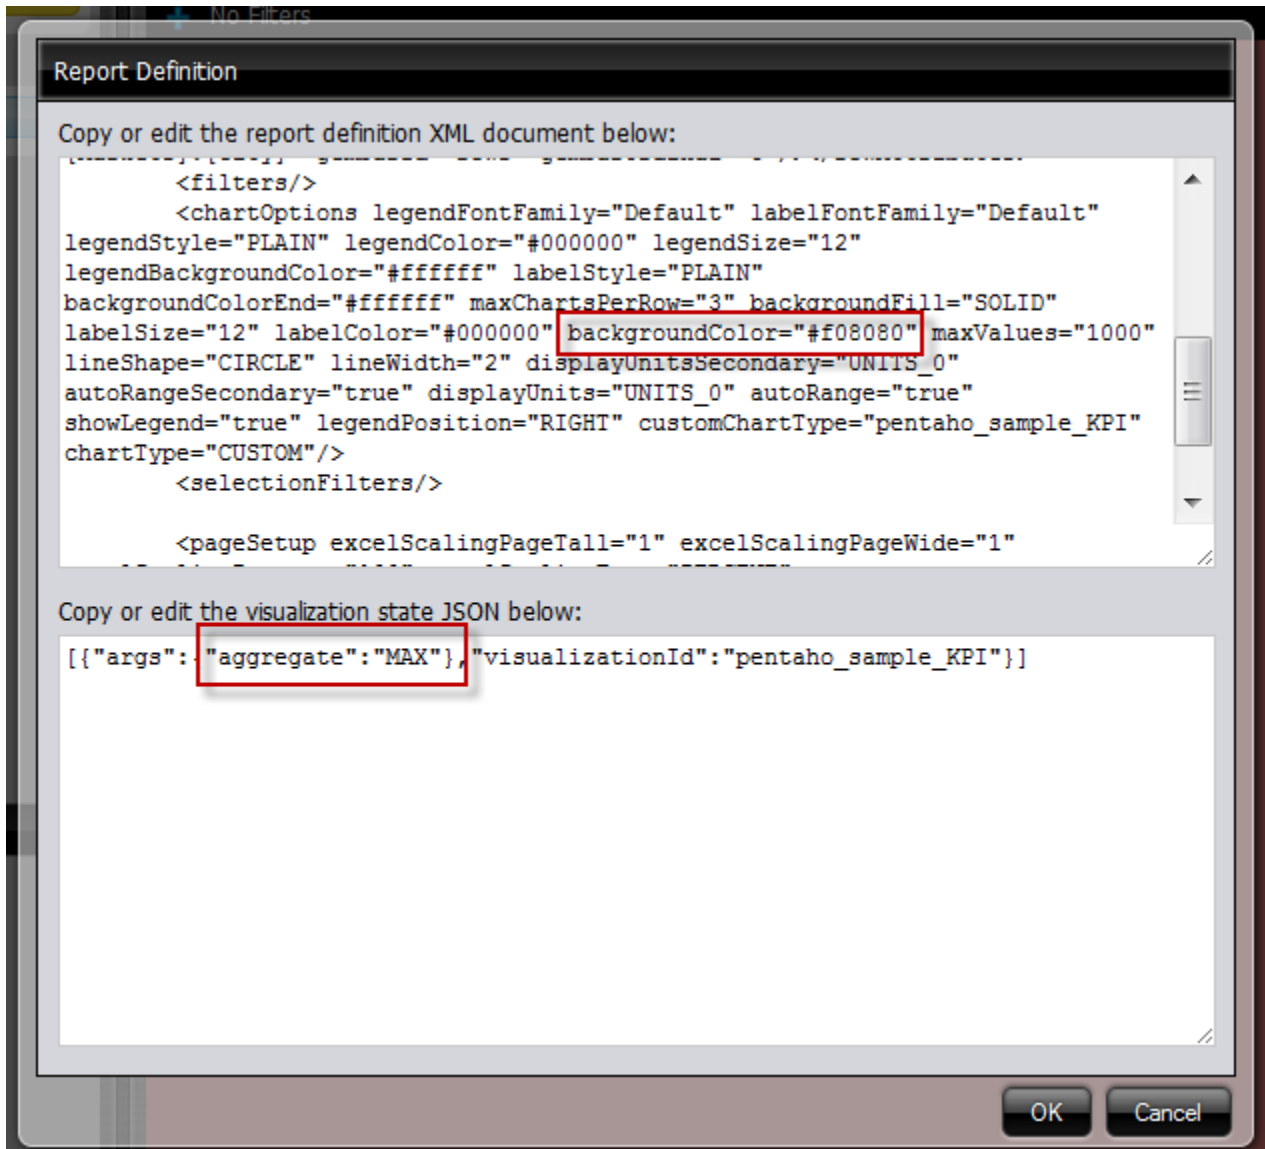 No Filters
Report Definition
Copy or edit the report definition XML document below:
<filters/>
<chartOptions legendFontFamily="Default" labelFontFamily="Default"
legendStyle="PLAIN" legendColor="#000000" legendSize="12"
legendBackgroundColor="#ffffff" labelStyle="PLAIN"
backgroundColorEnd="#ffffff" maxChartsPerRow="3" backgroundFill="SOLID"
labelSize="12" labelColor="#000000" backgroundColor="#f08080" maxValues="1000"
lineShape="CIRCLE" lineWidth="2" displayUnitsSecondary="UNITS_0"
autoRangeSecondary="true" displayUnits="UNITS_0" autoRange="true"
showLegend="true" legendPosition="RIGHT" customChartType="pentaho_sample_KPI"
chartType="CUSTOM"/>
<selectionFilters/>
<pageSetup excelScalingPageTall="1" excelScalingPageWide="1"
Copy or edit the visualization state JSON below:
[{"args":{"aggregate":"MAX"},"visualizationId":"pentaho_sample_KPI"}]
OK
Cancel